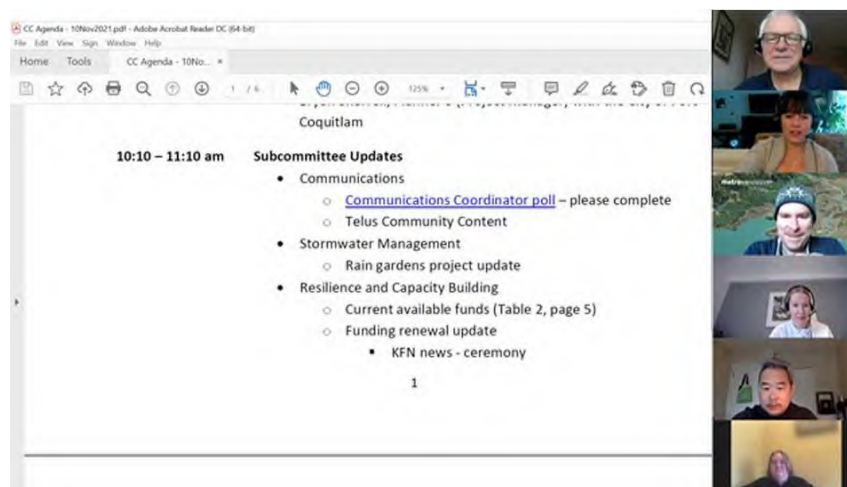 CC Agenda - 10Nov2021.pdf - Adobe Acrobat Reader DC (64-bit)
File Edit View Sign Window Help
Home Tools CC Agenda - 10No... ×
1 / 6 125%
Coquitlam
10:10 – 11:10 am Subcommittee Updates
• Communications
○ Communications Coordinator poll – please complete
○ Telus Community Content
• Stormwater Management
○ Rain gardens project update
• Resilience and Capacity Building
○ Current available funds (Table 2, page 5)
○ Funding renewal update
▪ KFN news - ceremony
1
metrovancouver